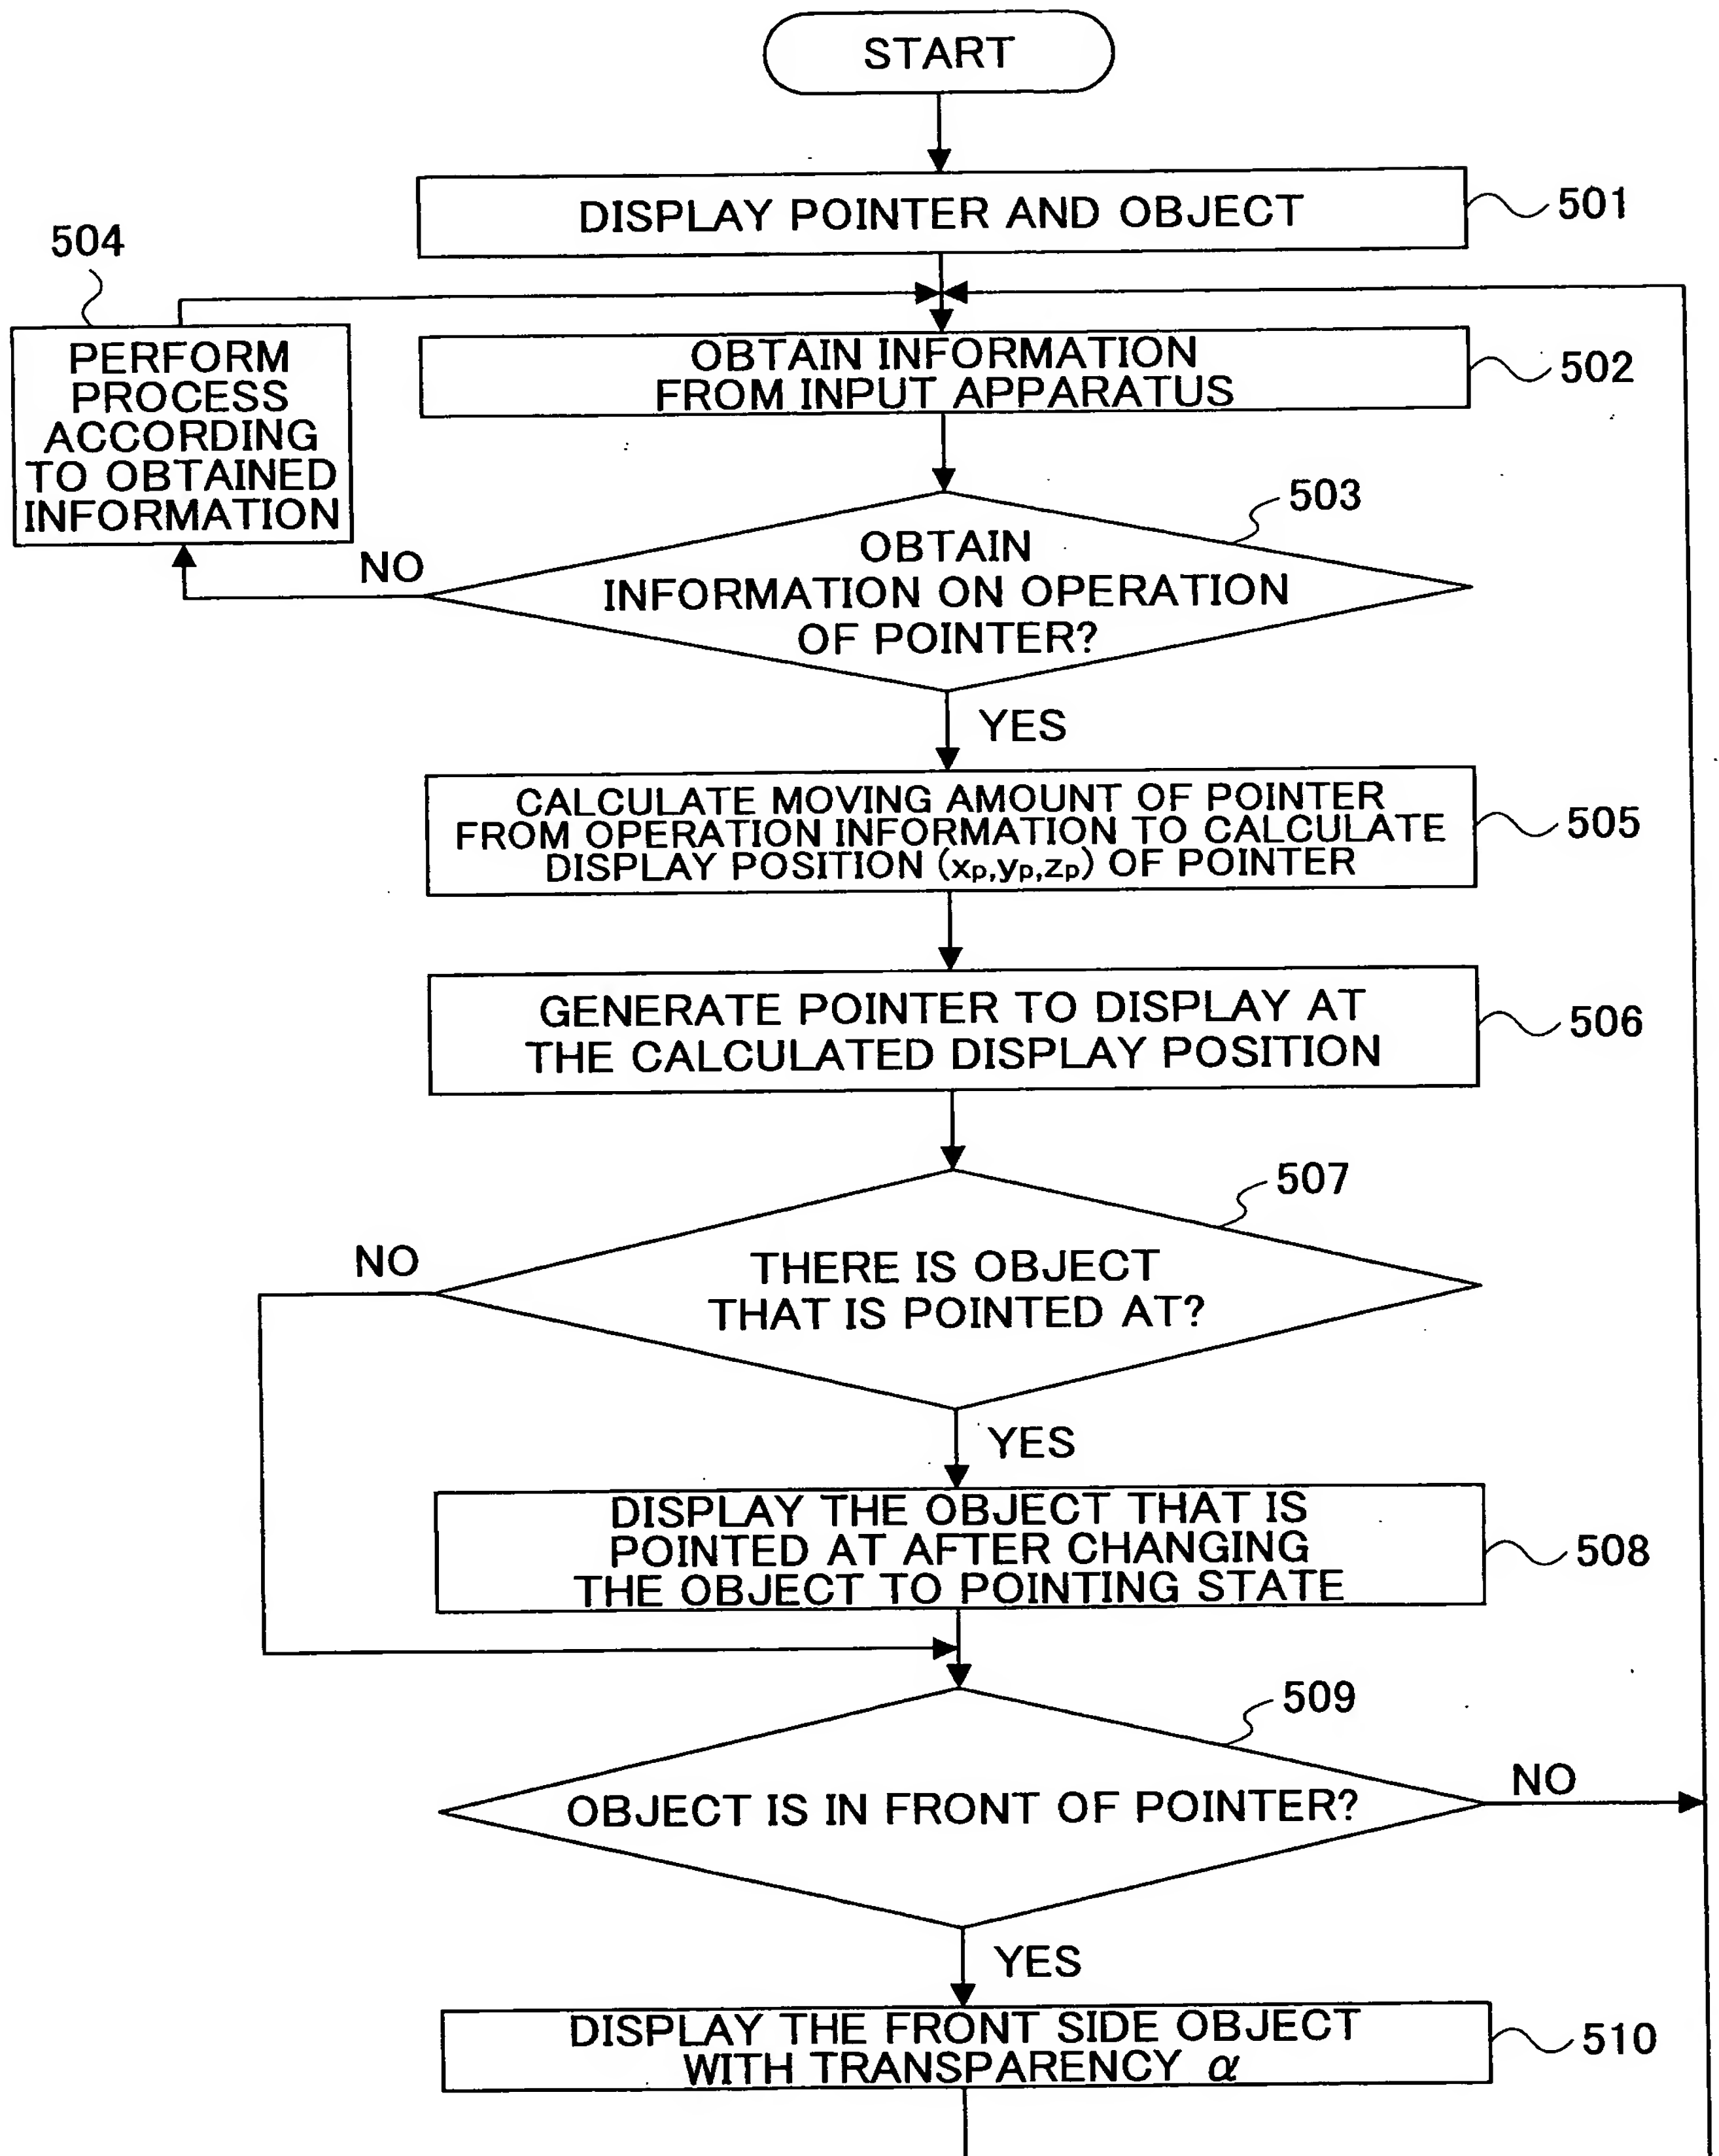 START
DISPLAY POINTER AND OBJECT
501
504
PERFORM
PROCESS
ACCORDING
TO OBTAINED
INFORMATION
OBTAIN INFORMATION
FROM INPUT APPARATUS
502
503
OBTAIN
INFORMATION ON OPERATION
OF POINTER?
NO
YES
CALCULATE MOVING AMOUNT OF POINTER
FROM OPERATION INFORMATION TO CALCULATE
DISPLAY POSITION (xp,yp,zp) OF POINTER
505
GENERATE POINTER TO DISPLAY AT
THE CALCULATED DISPLAY POSITION
506
507
NO
THERE IS OBJECT
THAT IS POINTED AT?
YES
DISPLAY THE OBJECT THAT IS
POINTED AT AFTER CHANGING
THE OBJECT TO POINTING STATE
508
509
OBJECT IS IN FRONT OF POINTER?
NO
YES
DISPLAY THE FRONT SIDE OBJECT
WITH TRANSPARENCY α
510